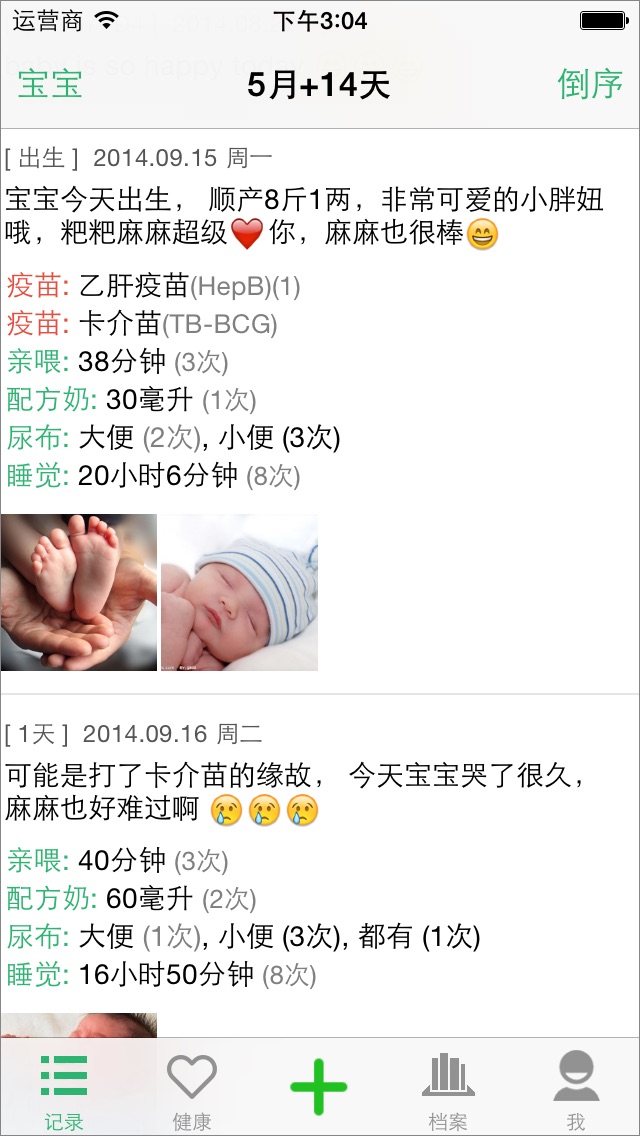 运营商 下午3:04
宝宝 5月+14天 倒序
[ 出生 ] 2014.09.15 周一
宝宝今天出生， 顺产8斤1两，非常可爱的小胖妞
哦，粑粑麻麻超级❤️你，麻麻也很棒😄
疫苗: 乙肝疫苗(HepB)(1)
疫苗: 卡介苗(TB-BCG)
亲喂: 38分钟 (3次)
配方奶: 30毫升 (1次)
尿布: 大便 (2次), 小便 (3次)
睡觉: 20小时6分钟 (8次)
[ 1天 ] 2014.09.16 周二
可能是打了卡介苗的缘故， 今天宝宝哭了很久，
麻麻也好难过啊 😢😢😢
亲喂: 40分钟 (3次)
配方奶: 60毫升 (2次)
尿布: 大便 (1次), 小便 (3次), 都有 (1次)
睡觉: 16小时50分钟 (8次)
记录 健康 档案 我